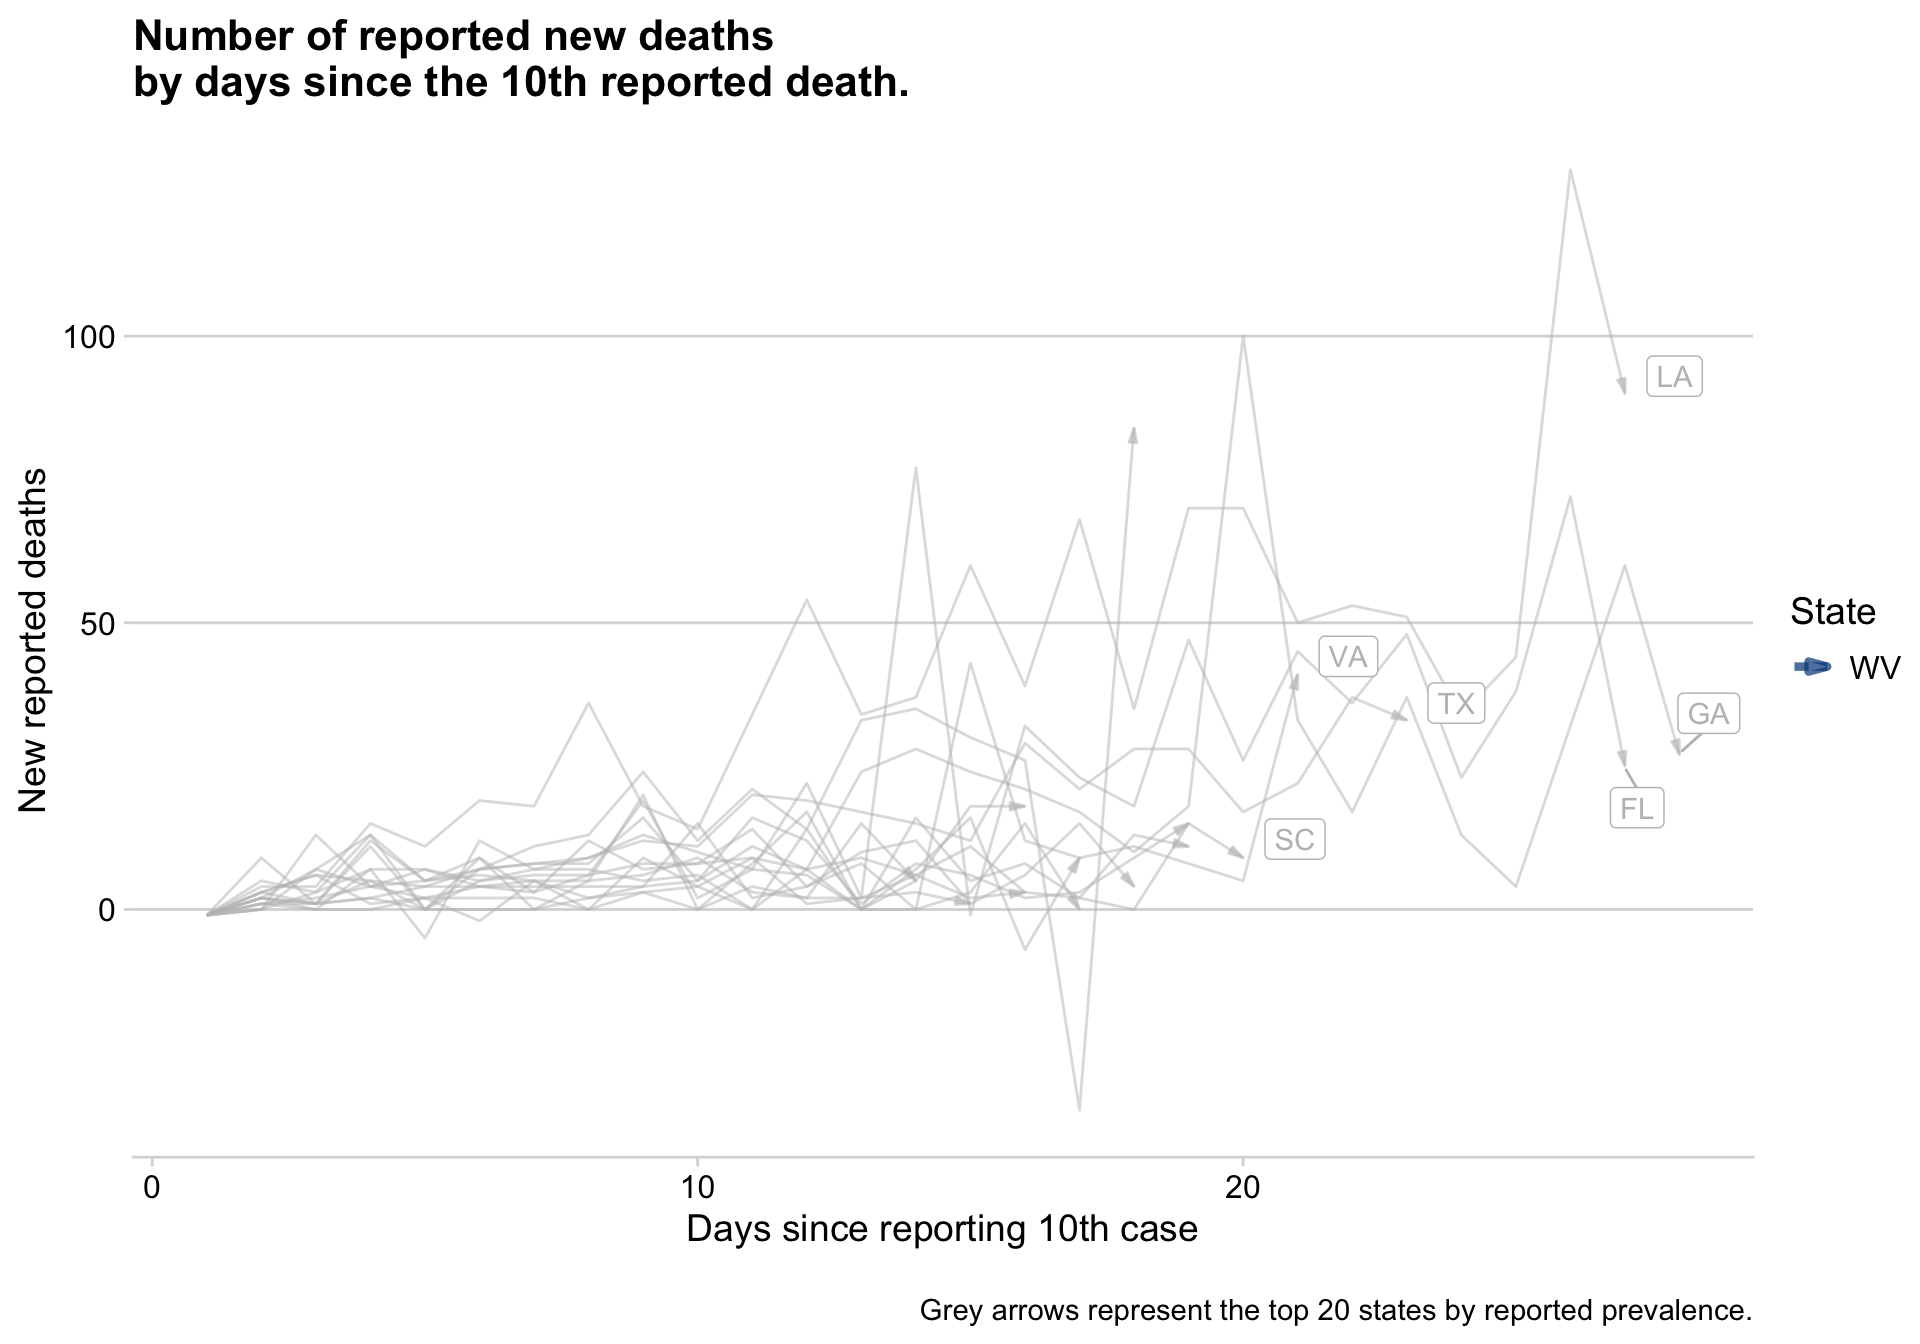 Number of reported new deaths
by days since the 10th reported death.
New reported deaths
100
50
0
LA
VA
TX
GA
FL
SC
State
WV
0
10
20
Days since reporting 10th case
Grey arrows represent the top 20 states by reported prevalence.